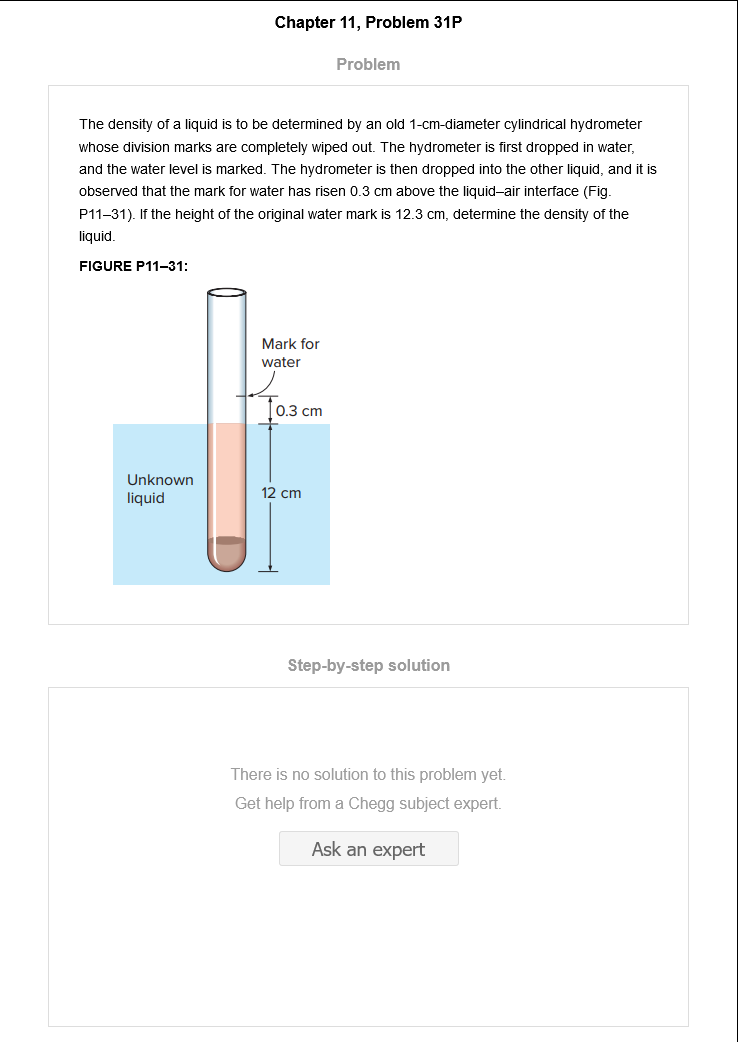 Chapter 11, Problem 31P
Problem
The density of a liquid is to be determined by an old 1-cm-diameter cylindrical hydrometer
whose division marks are completely wiped out. The hydrometer is first dropped in water,
and the water level is marked. The hydrometer is then dropped into the other liquid, and it is
observed that the mark for water has risen 0.3 cm above the liquid–air interface (Fig.
P11–31). If the height of the original water mark is 12.3 cm, determine the density of the
liquid.
FIGURE P11–31:
Mark for
water
0.3 cm
Unknown
liquid
12 cm
Step-by-step solution
There is no solution to this problem yet.
Get help from a Chegg subject expert.
Ask an expert